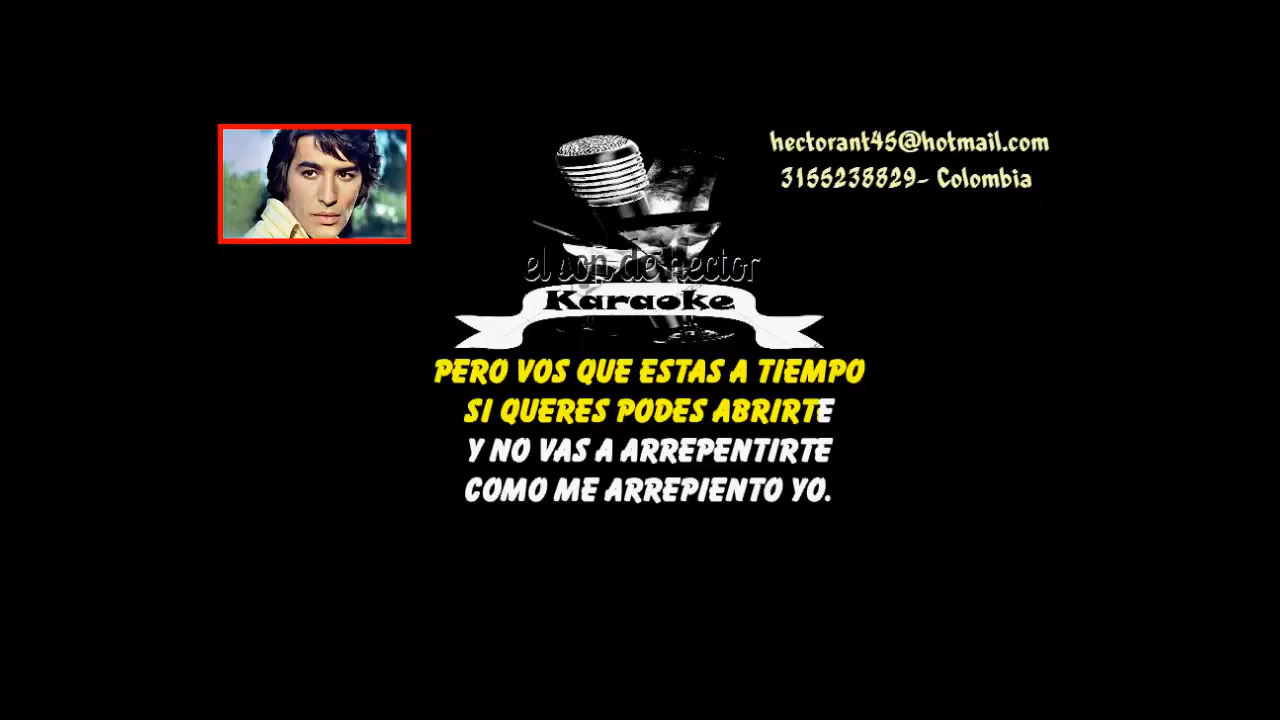 hectorant45@hotmail.com
3155238829- Colombia
el son de hector
Karaoke
PERO VOS QUE ESTAS A TIEMPO
SI QUERES PODES ABRIRTE
Y NO VAS A ARREPENTIRTE
COMO ME ARREPIENTO YO.